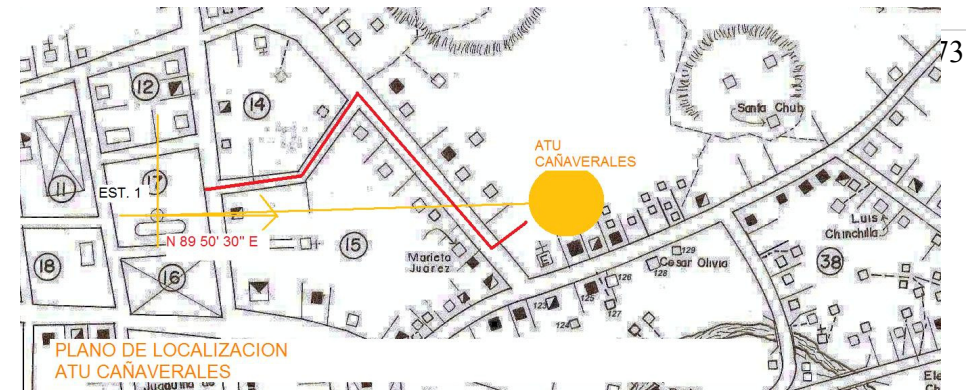 73
12
14
Santa Chub
ATU
CAÑAVERALES
11
17
EST. 1
Luis
Chinchilla
N 89 50' 30" E
15
Marieta
Juarez
129
Cesar Olivia
128
38
18
16
126
125
127
123
124
PLANO DE LOCALIZACION
ATU CAÑAVERALES